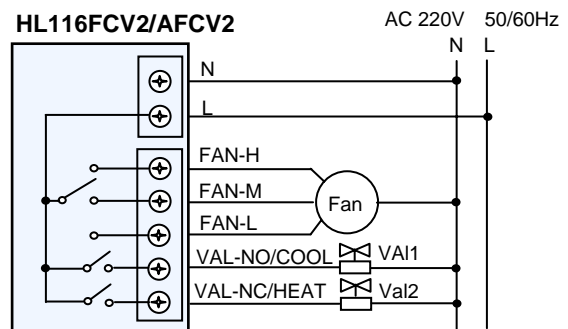 HL116FCV2/AFCV2
AC 220V 50/60Hz
N L
N
L
FAN-H
FAN-M
FAN-L
Fan
VAL-NO/COOL
VAl1
VAL-NC/HEAT
Val2